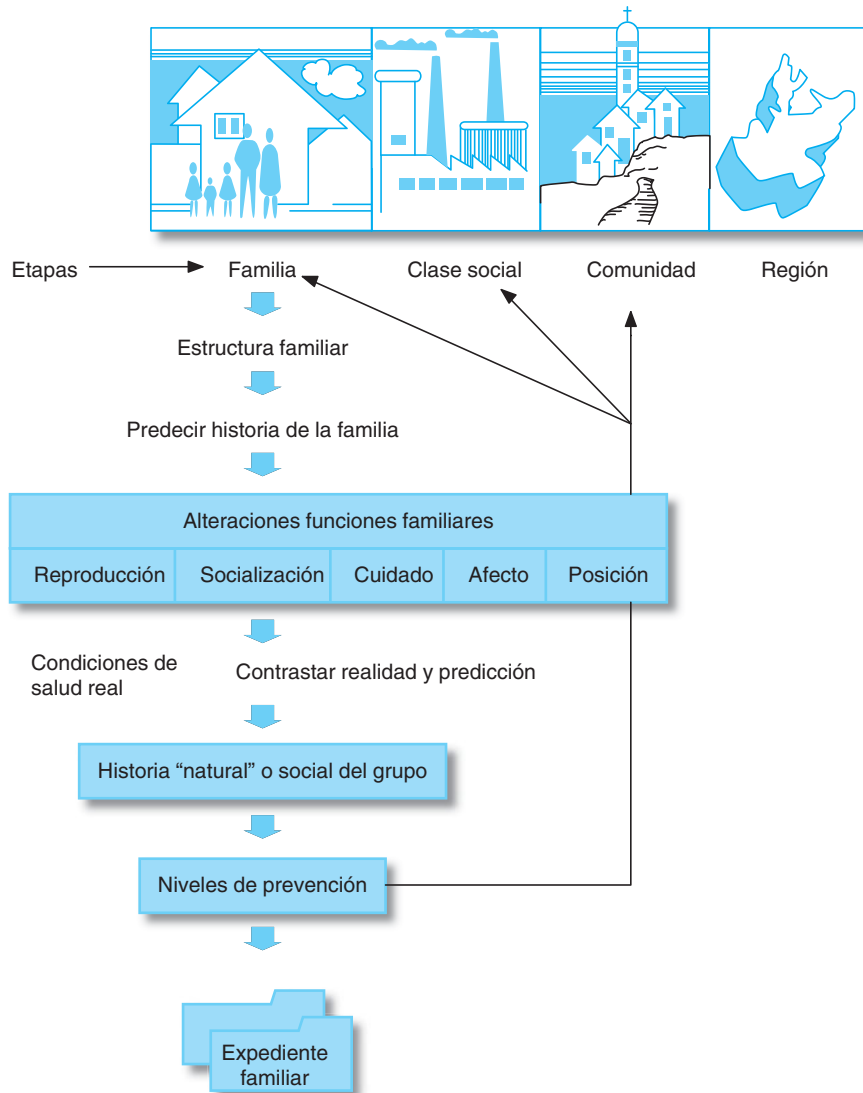 Etapas Familia Clase social Comunidad Región
Estructura familiar
Predecir historia de la familia
Alteraciones funciones familiares
Reproducción Socialización Cuidado Afecto Posición
Condiciones de
salud real
Contrastar realidad y predicción
Historia “natural” o social del grupo
Niveles de prevención
Expediente
familiar